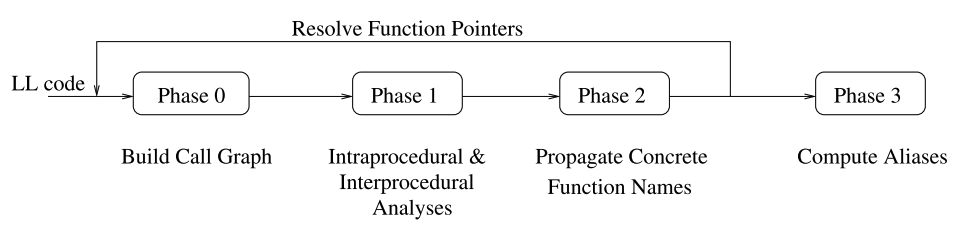 Resolve Function Pointers
LL code
Phase 0
Phase 1
Phase 2
Phase 3
Build Call Graph
Intraprocedural &
Interprocedural
Analyses
Propagate Concrete
Function Names
Compute Aliases